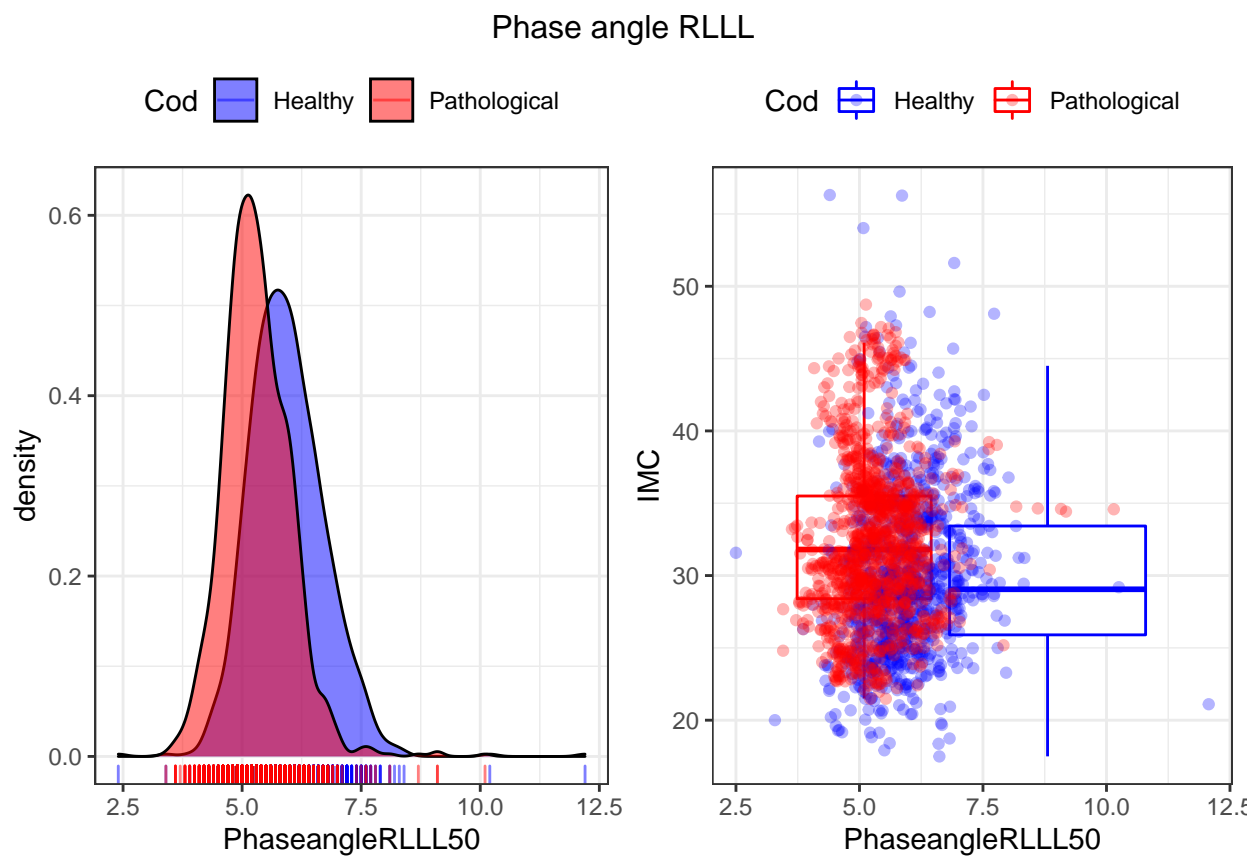 Phase angle RLLL
Cod Healthy Pathological
density
0.6
0.4
0.2
0.0
2.5 5.0 7.5 10.0 12.5
PhaseangleRLLL50
Cod Healthy Pathological
IMC
50
40
30
20
2.5 5.0 7.5 10.0 12.5
PhaseangleRLLL50